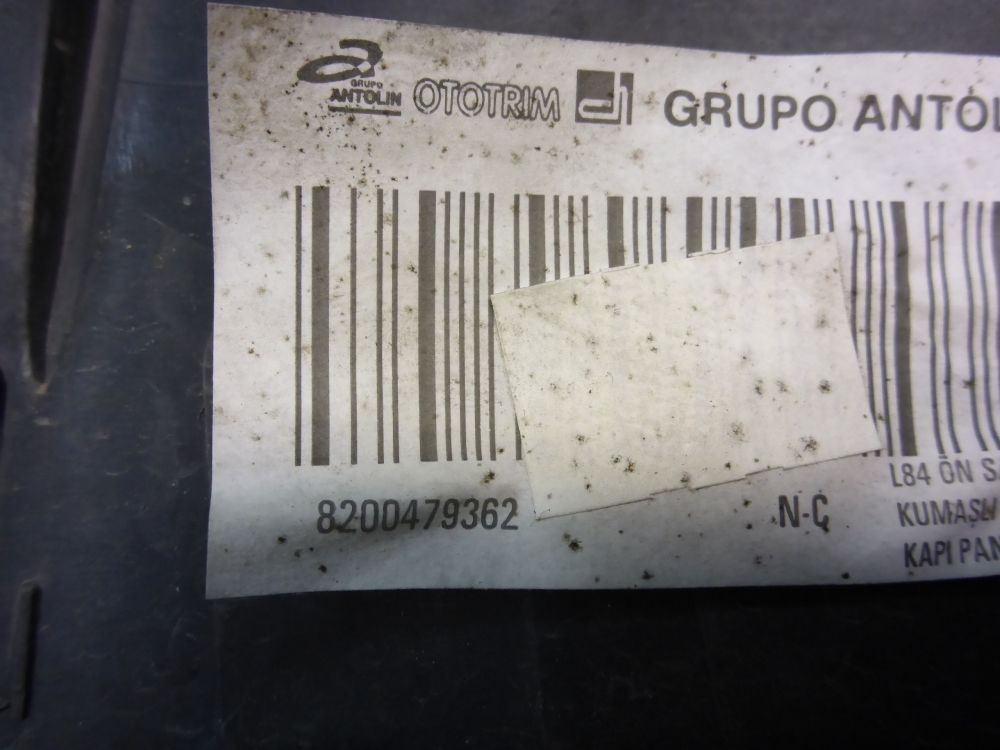 GRUPO
ANTOLIN OTOTRIM GRUPO ANTOL
8200479362 N-Ç
L84 ÖN S
KUMAŞLI
KAPI PAN